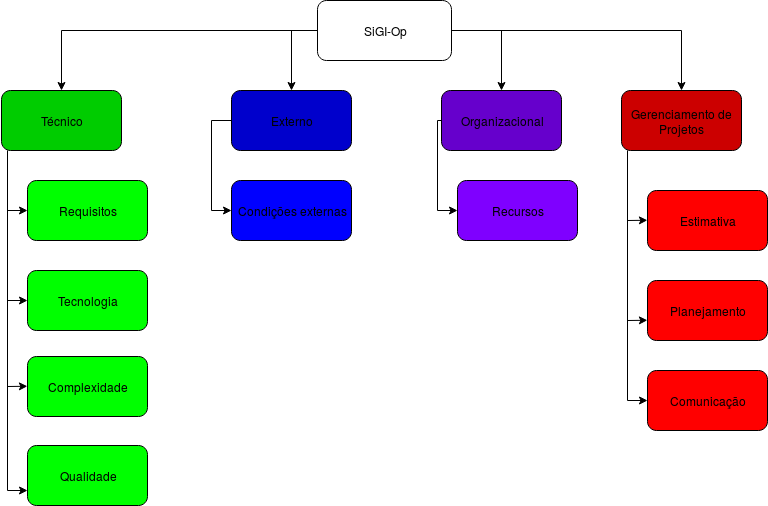 SiGI-Op
Técnico
Externo
Organizacional
Gerenciamento de
Projetos
Requisitos
Condições externas
Recursos
Estimativa
Tecnologia
Planejamento
Complexidade
Comunicação
Qualidade